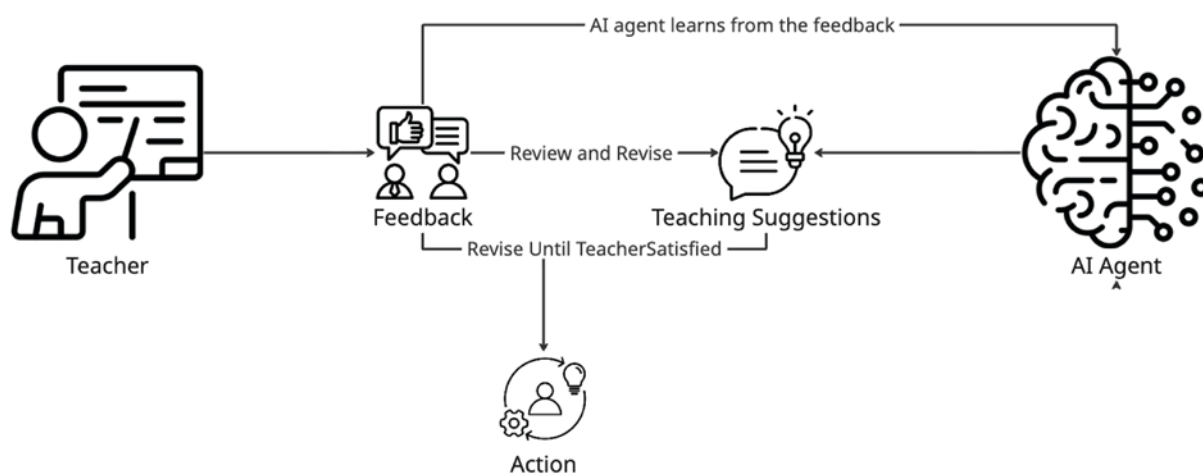 AI agent learns from the feedback
Review and Revise
Feedback
Teaching Suggestions
Revise Until TeacherSatisfied
Teacher
AI Agent
Action